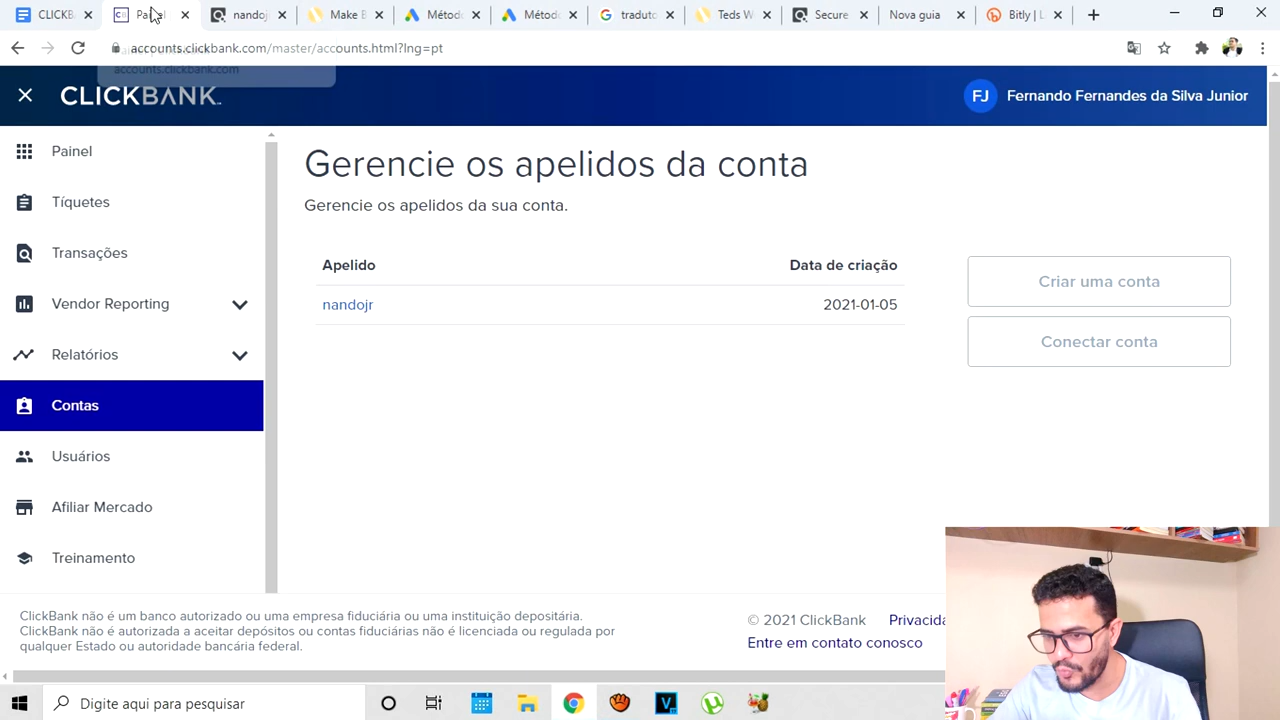 CLICKB
Pai
nandoj
Make B
Métod
Métod
traduto
Teds W
Secure
Nova guia
Bitly | L
accounts.clickbank.com/master/accounts.html?lng=pt
accounts.clickbank.com
CLICKBANK
FJ Fernando Fernandes da Silva Junior
Painel
Tíquetes
Transações
Vendor Reporting
Relatórios
Contas
Usuários
Afiliar Mercado
Treinamento
Gerencie os apelidos da conta
Gerencie os apelidos da sua conta.
Apelido Data de criação
nandojr 2021-01-05
Criar uma conta
Conectar conta
ClickBank não é um banco autorizado ou uma empresa fiduciária ou uma instituição depositária.
ClickBank não é autorizada a aceitar depósitos ou contas fiduciárias não é licenciada ou regulada por
qualquer Estado ou autoridade bancária federal.
© 2021 ClickBank Privacida
Entre em contato conosco
Digite aqui para pesquisar